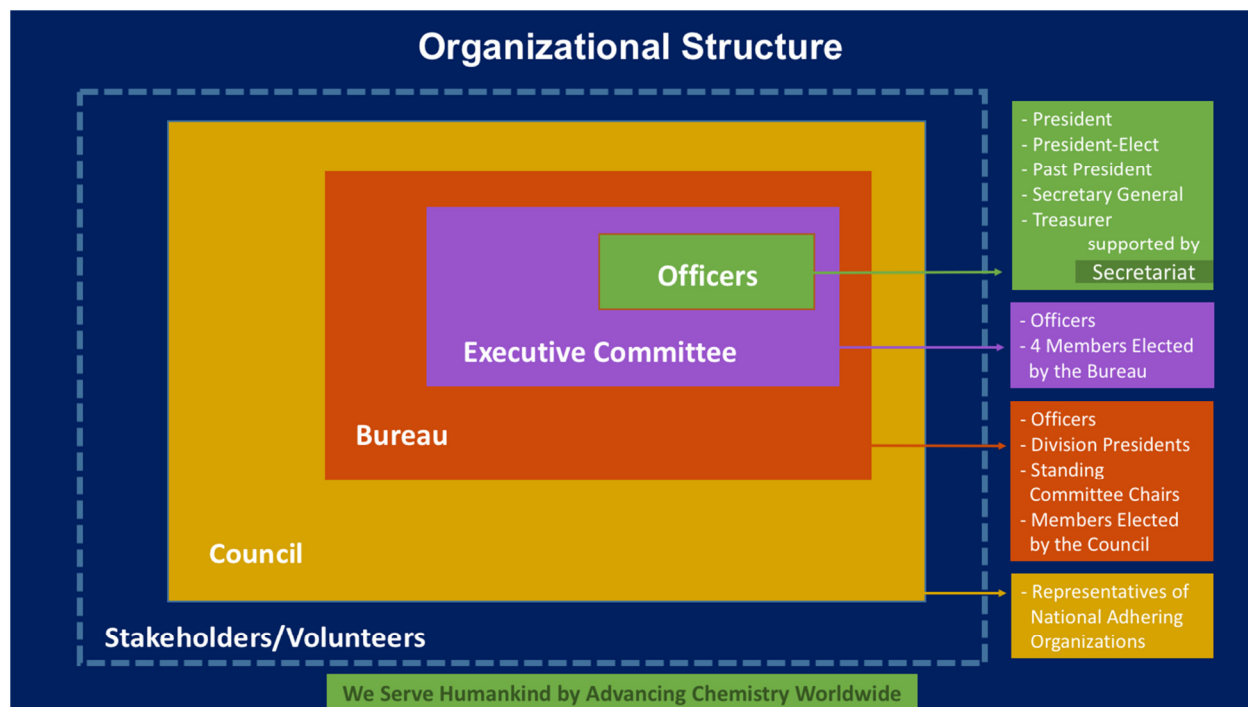 Organizational Structure
Officers
Executive Committee
Bureau
Council
Stakeholders/Volunteers
- President
- President-Elect
- Past President
- Secretary General
- Treasurer
supported by
Secretariat
- Officers
- 4 Members Elected
by the Bureau
- Officers
- Division Presidents
- Standing
Committee Chairs
- Members Elected
by the Council
- Representatives of
National Adhering
Organizations
We Serve Humankind by Advancing Chemistry Worldwide